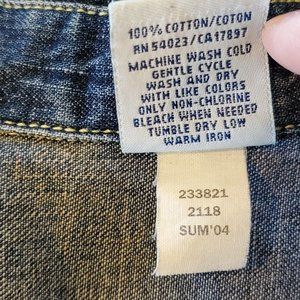 100% COTTON/COTON
RN 54023/CA17897
MACHINE WASH COLD
GENTLE CYCLE
WASH AND DRY
WITH LIKE COLORS
ONLY NON-CHLORINE
BLEACH WHEN NEEDED
TUMBLE DRY LOW
WARM IRON
233821
2118
SUM'04